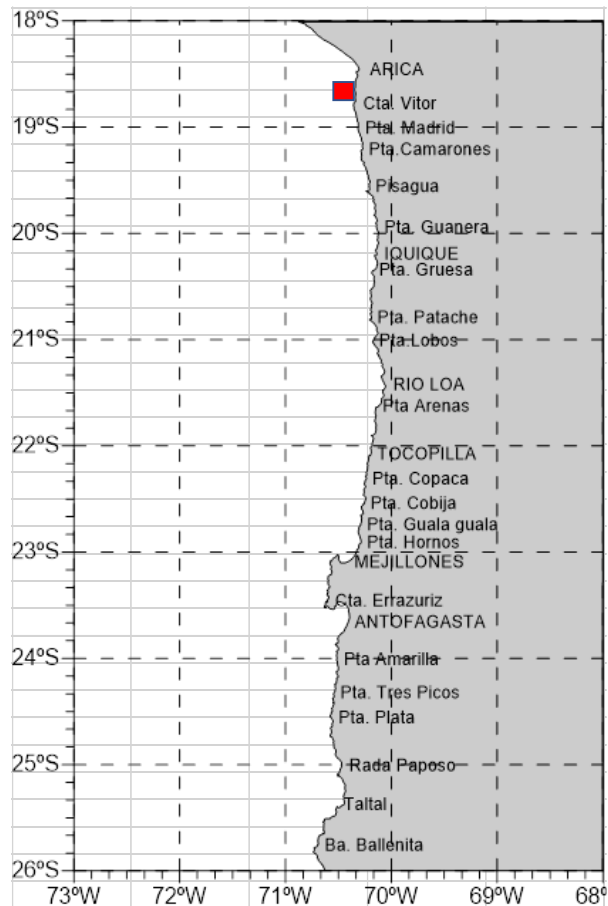 18ºS
ARICA
Cta. Vitor
19ºS
Pta. Madrid
Pta.Camarones
Pisagua
Pta. Guanera
20ºS
IQUIQUE
Pta. Gruesa
Pta. Patache
21ºS
Pta.Lobos
RIO LOA
Pta Arenas
22ºS
TOCOPILLA
Pta. Copaca
Pta. Cobija
Pta. Guala guala
Pta. Hornos
23ºS
MEJILLONES
Cta. Errazuriz
ANTOFAGASTA
24ºS
Pta Amarilla
Pta. Tres Picos
Pta. Plata
25ºS
Rada Paposo
Taltal
Ba. Ballenita
26ºS
73ºW 72ºW 71ºW 70ºW 69ºW 68º